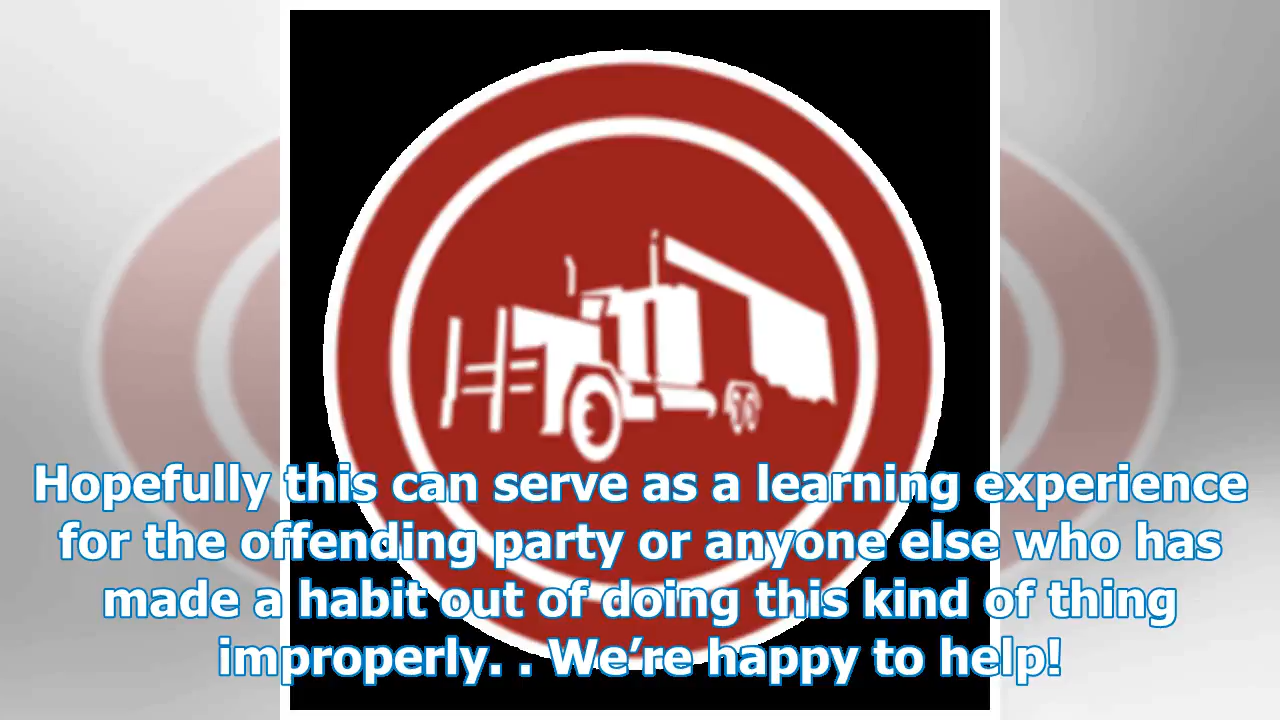 Hopefully this can serve as a learning experience
for the offending party or anyone else who has
made a habit out of doing this kind of thing
improperly. . We’re happy to help!